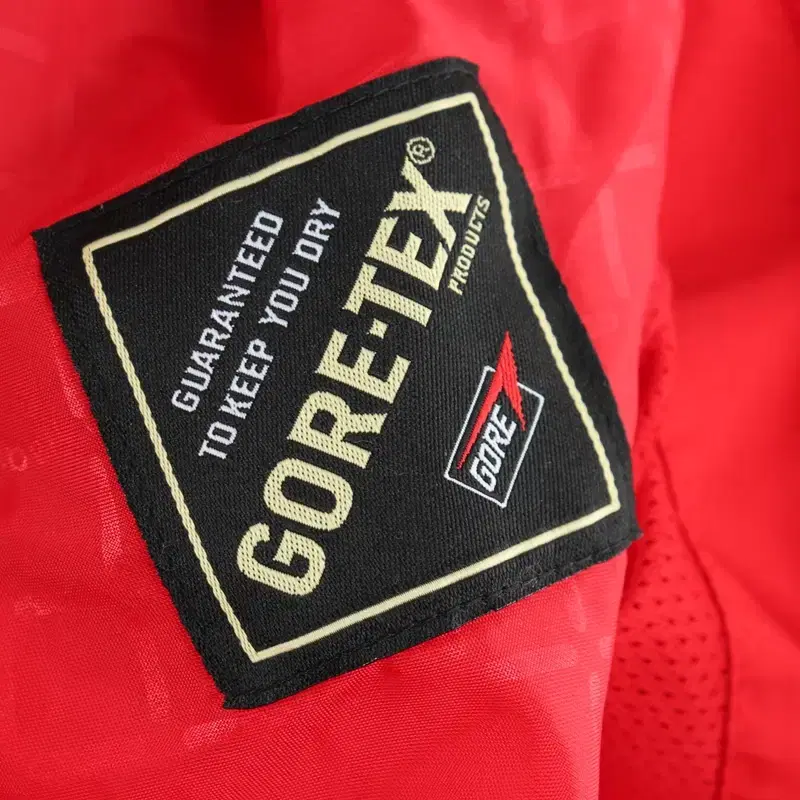 GUARANTEED
TO KEEP YOU DRY
GORE-TEX®
PRODUCTS
GORE